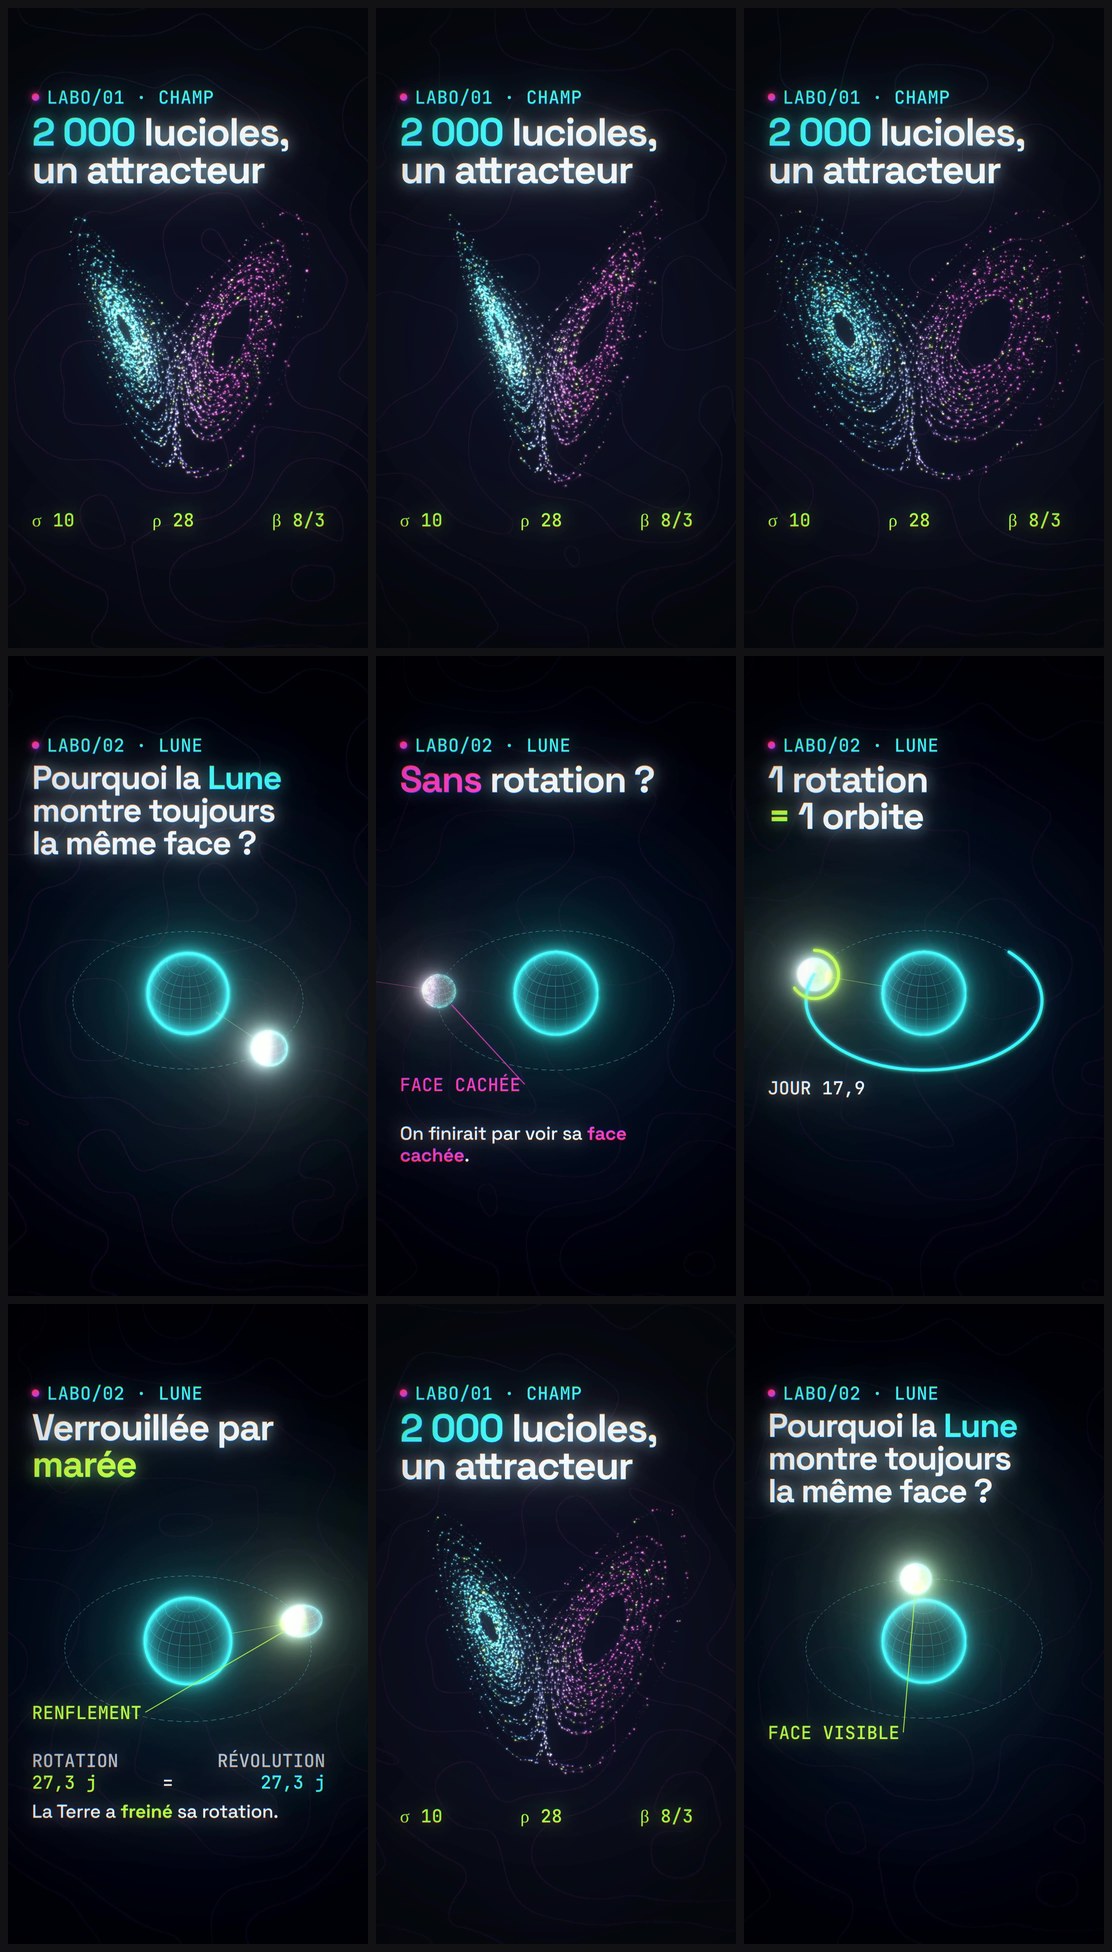 LABO/01 · CHAMP
2 000 lucioles,
un attracteur
σ 10
ρ 28
β 8/3
LABO/01 · CHAMP
2 000 lucioles,
un attracteur
σ 10
ρ 28
β 8/3
LABO/01 · CHAMP
2 000 lucioles,
un attracteur
σ 10
ρ 28
β 8/3
LABO/02 · LUNE
Pourquoi la Lune
montre toujours
la même face ?
LABO/02 · LUNE
Sans rotation ?
FACE CACHÉE
On finirait par voir sa face
cachée.
LABO/02 · LUNE
1 rotation
= 1 orbite
JOUR 17,9
LABO/02 · LUNE
Verrouillée par
marée
RENFLEMENT
ROTATION
27,3 j
=
RÉVOLUTION
27,3 j
La Terre a freiné sa rotation.
LABO/01 · CHAMP
2 000 lucioles,
un attracteur
σ 10
ρ 28
β 8/3
LABO/02 · LUNE
Pourquoi la Lune
montre toujours
la même face ?
FACE VISIBLE